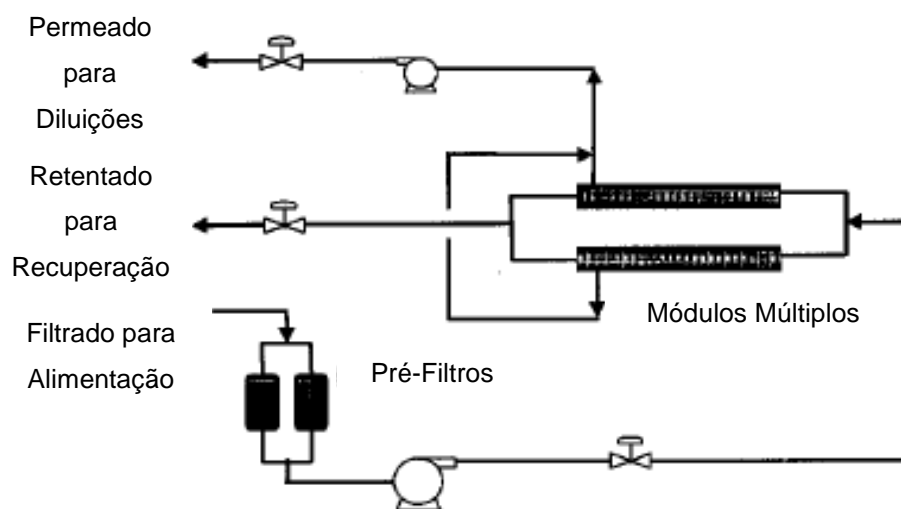 Permeado
para
Diluições
Retentado
para
Recuperação
Módulos Múltiplos
Filtrado para
Alimentação
Pré-Filtros